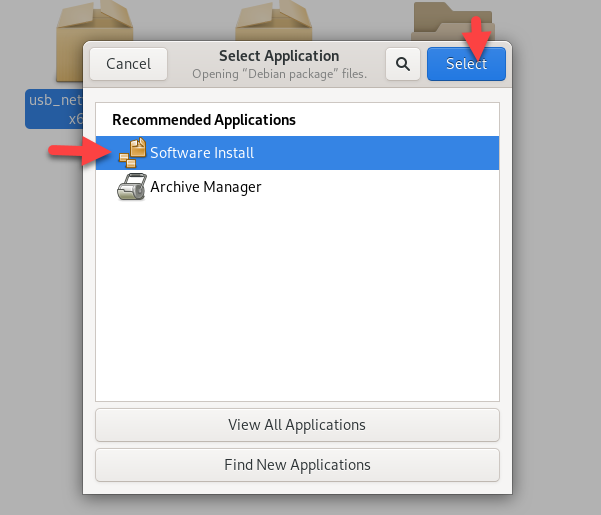 Cancel
Select Application
Opening “Debian package” files.
Select
usb_net
x6
Recommended Applications
Software Install
Archive Manager
View All Applications
Find New Applications